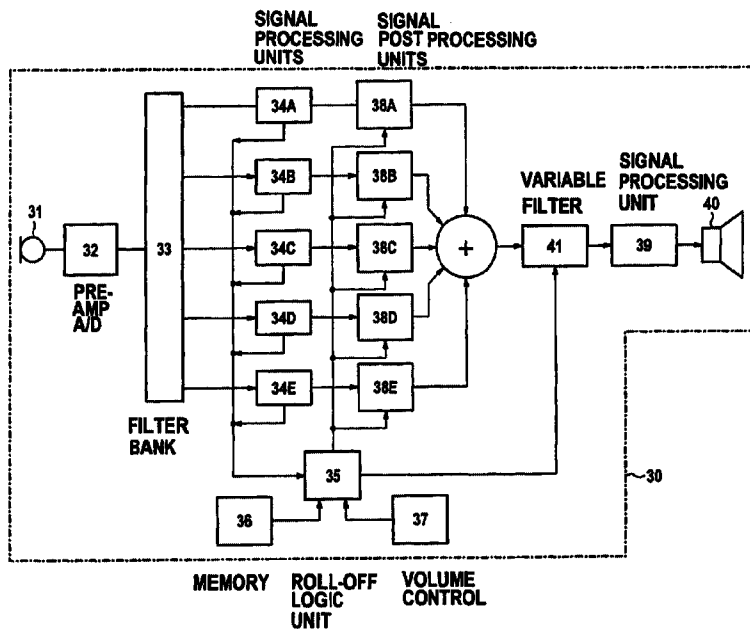 SIGNAL
PROCESSING
UNITS
SIGNAL
POST PROCESSING
UNITS
34A
38A
34B
38B
31
32
33
34C
38C
+
VARIABLE
FILTER
41
SIGNAL
PROCESSING
UNIT
39
40
PRE-
AMP
A/D
34D
38D
34E
38E
FILTER
BANK
35
30
36
37
MEMORY
ROLL-OFF
LOGIC
UNIT
VOLUME
CONTROL